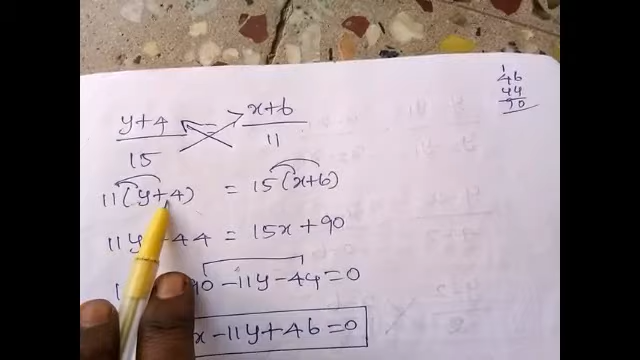 y+4/15 = x+6/11
11(y+4) = 15(x+6)
11y 44 = 15x+90
90 -11y -44 = 0
x -11y+46=0
46
44
90